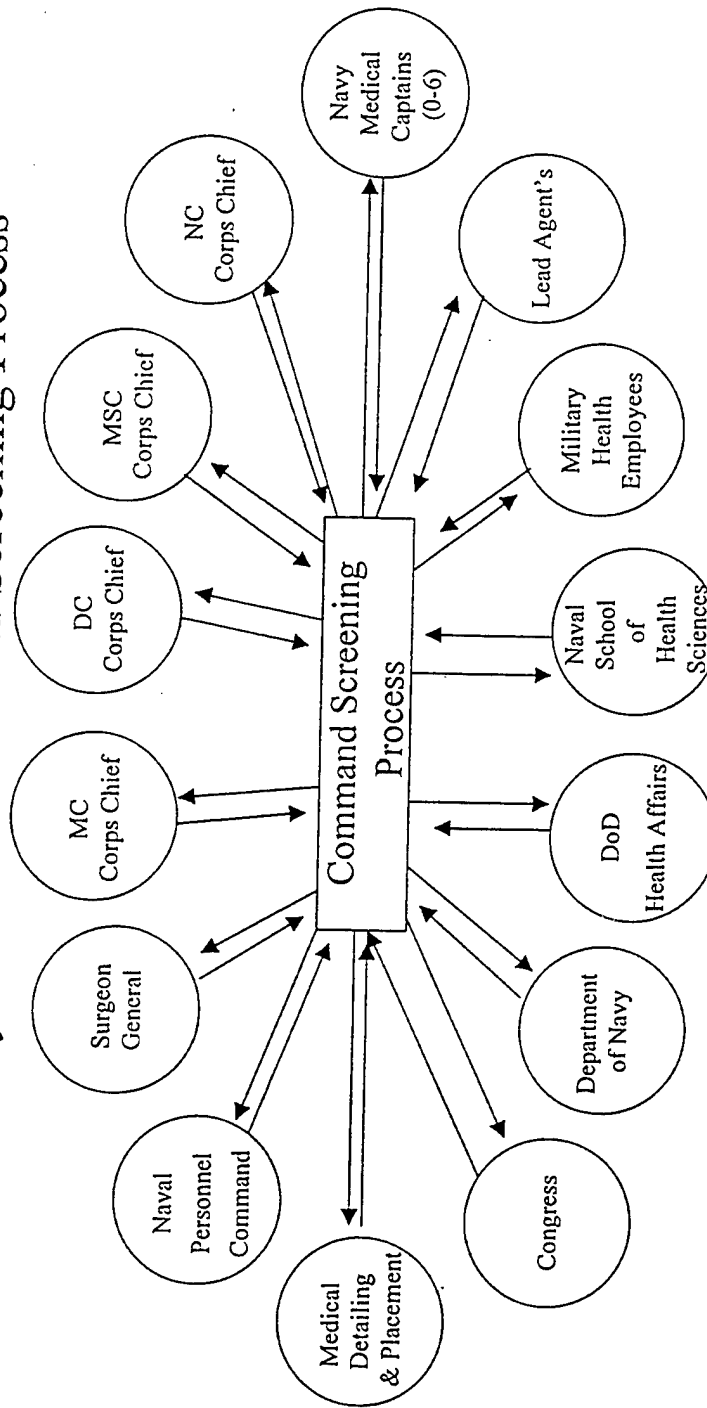 Screening Process
Surgeon
General
MC
Corps Chief
DC
Corps Chief
MSC
Corps Chief
NC
Corps Chief
Navy
Medical
Captains
(0-6)
Naval
Personnel
Command
Command Screening
Process
Medical
Detailing
& Placement
Lead Agent's
Congress
Department
of Navy
DoD
Health Affairs
Naval
School
of
Health
Sciences
Military
Health
Employees